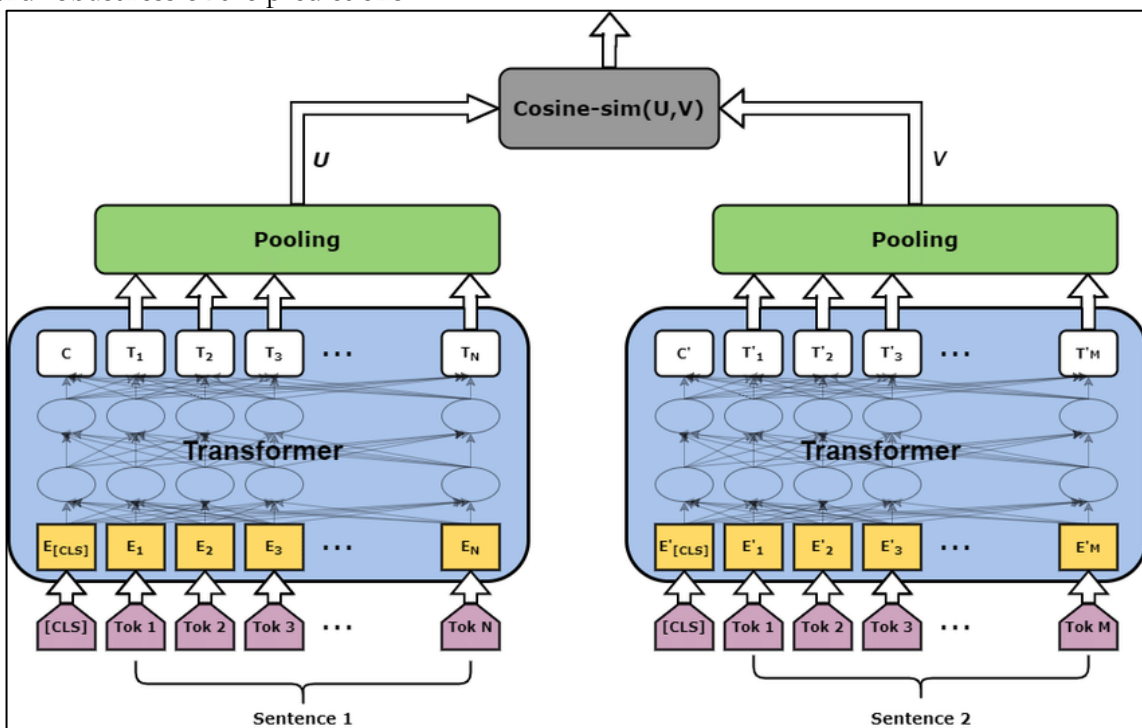 Cosine-sim(U,V)
U
V
Pooling
Pooling
C T1 T2 T3 ... TN
C' T'1 T'2 T'3 ... T'M
Transformer
Transformer
E[CLS] E1 E2 E3 ... EN
E'[CLS] E'1 E'2 E'3 ... E'M
[CLS] Tok 1 Tok 2 Tok 3 ... Tok N
[CLS] Tok 1 Tok 2 Tok 3 ... Tok M
Sentence 1
Sentence 2